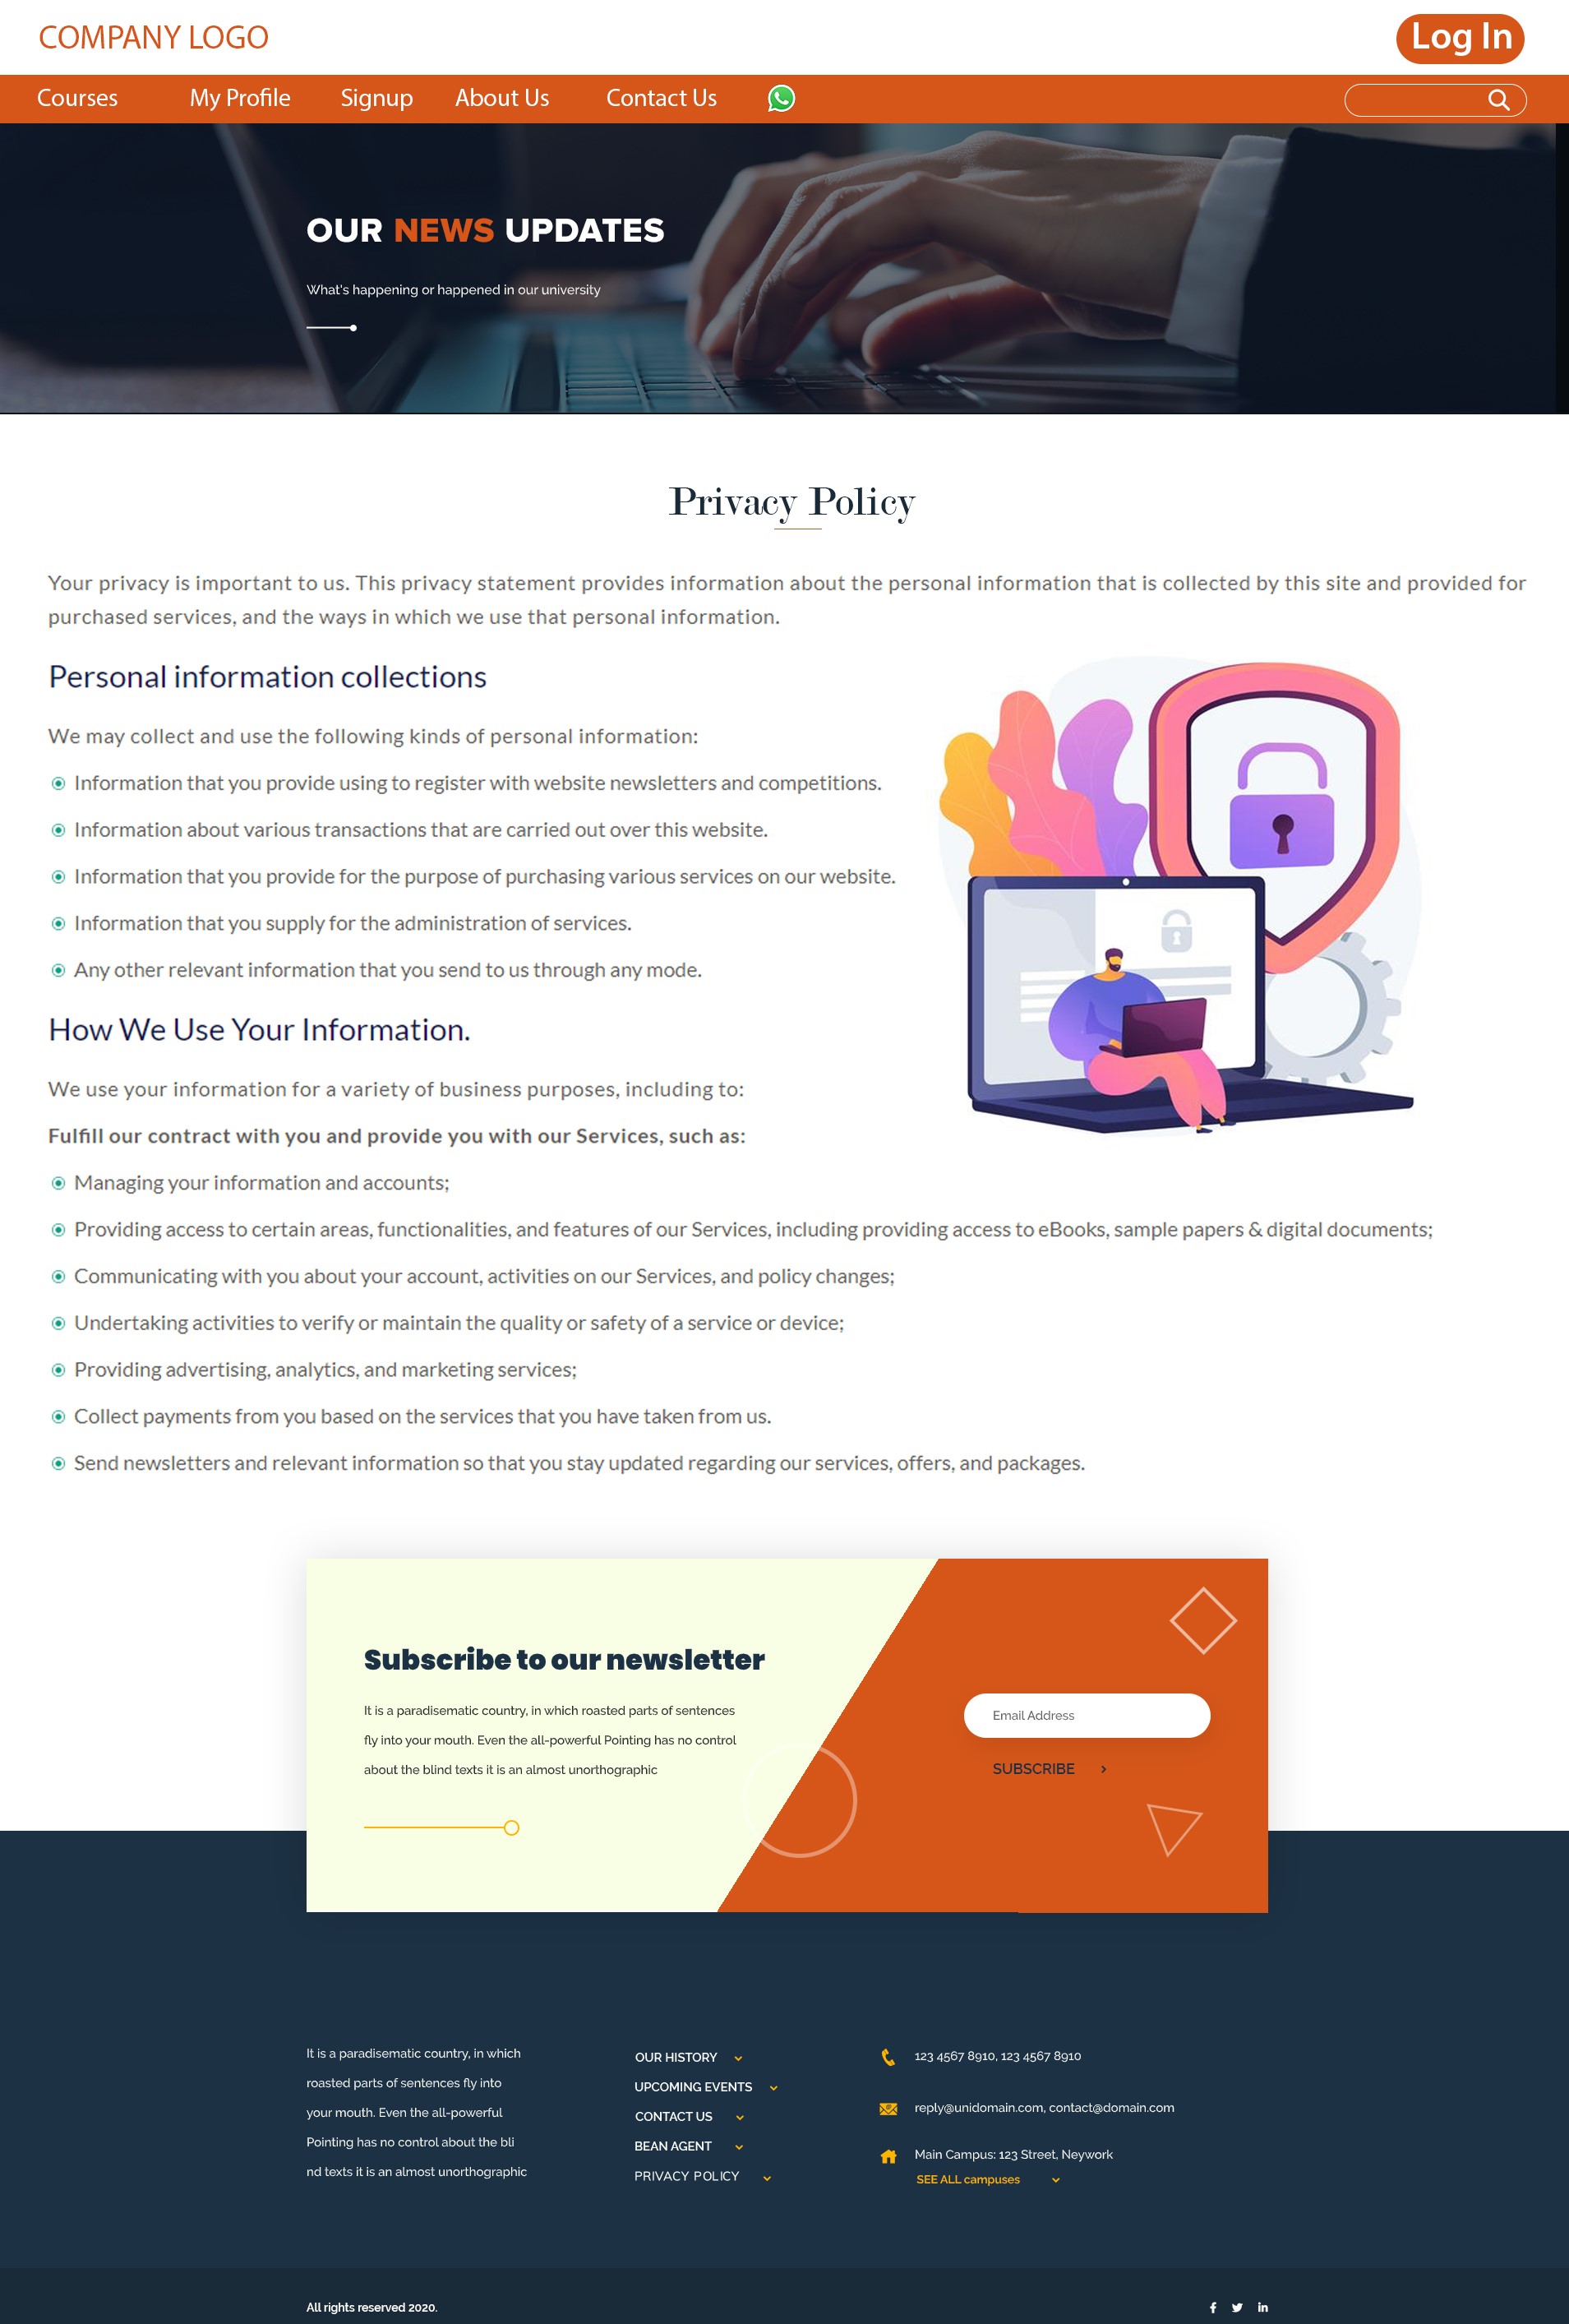 COMPANY LOGO
Log In
Courses
My Profile
Signup
About Us
Contact Us
OUR NEWS UPDATES
What's happening or happened in our university
Privacy Policy
Your privacy is important to us. This privacy statement provides information about the personal information that is collected by this site and provided for
purchased services, and the ways in which we use that personal information.
Personal information collections
We may collect and use the following kinds of personal information:
Information that you provide using to register with website newsletters and competitions.
Information about various transactions that are carried out over this website.
Information that you provide for the purpose of purchasing various services on our website.
Information that you supply for the administration of services.
Any other relevant information that you send to us through any mode.
How We Use Your Information.
We use your information for a variety of business purposes, including to:
Fulfill our contract with you and provide you with our Services, such as:
Managing your information and accounts;
Providing access to certain areas, functionalities, and features of our Services, including providing access to eBooks, sample papers & digital documents;
Communicating with you about your account, activities on our Services, and policy changes;
Undertaking activities to verify or maintain the quality or safety of a service or device;
Providing advertising, analytics, and marketing services;
Collect payments from you based on the services that you have taken from us.
Send newsletters and relevant information so that you stay updated regarding our services, offers, and packages.
Subscribe to our newsletter
It is a paradisematic country, in which roasted parts of sentences
fly into your mouth. Even the all-powerful Pointing has no control
about the blind texts it is an almost unorthographic
Email Address
SUBSCRIBE
It is a paradisematic country, in which
roasted parts of sentences fly into
your mouth. Even the all-powerful
Pointing has no control about the bli
nd texts it is an almost unorthographic
OUR HISTORY
UPCOMING EVENTS
CONTACT US
BEAN AGENT
PRIVACY POLICY
123 4567 8910, 123 4567 8910
reply@unidomain.com, contact@domain.com
Main Campus: 123 Street, Neywork
SEE ALL campuses
All rights reserved 2020.